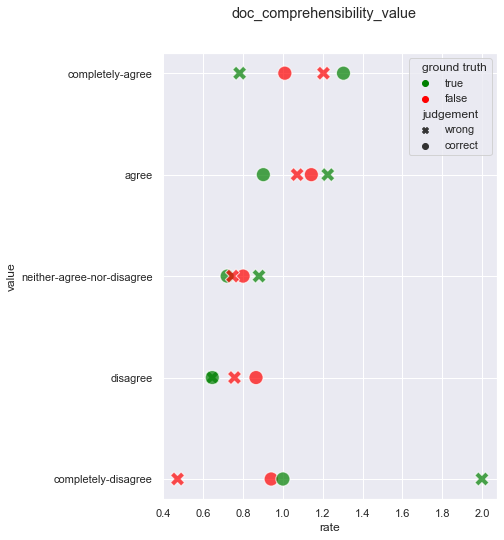 doc_comprehensibility_value
ground truth
true
false
judgement
wrong
correct
completely-agree
agree
neither-agree-nor-disagree
disagree
completely-disagree
value
0.4 0.6 0.8 1.0 1.2 1.4 1.6 1.8 2.0
rate